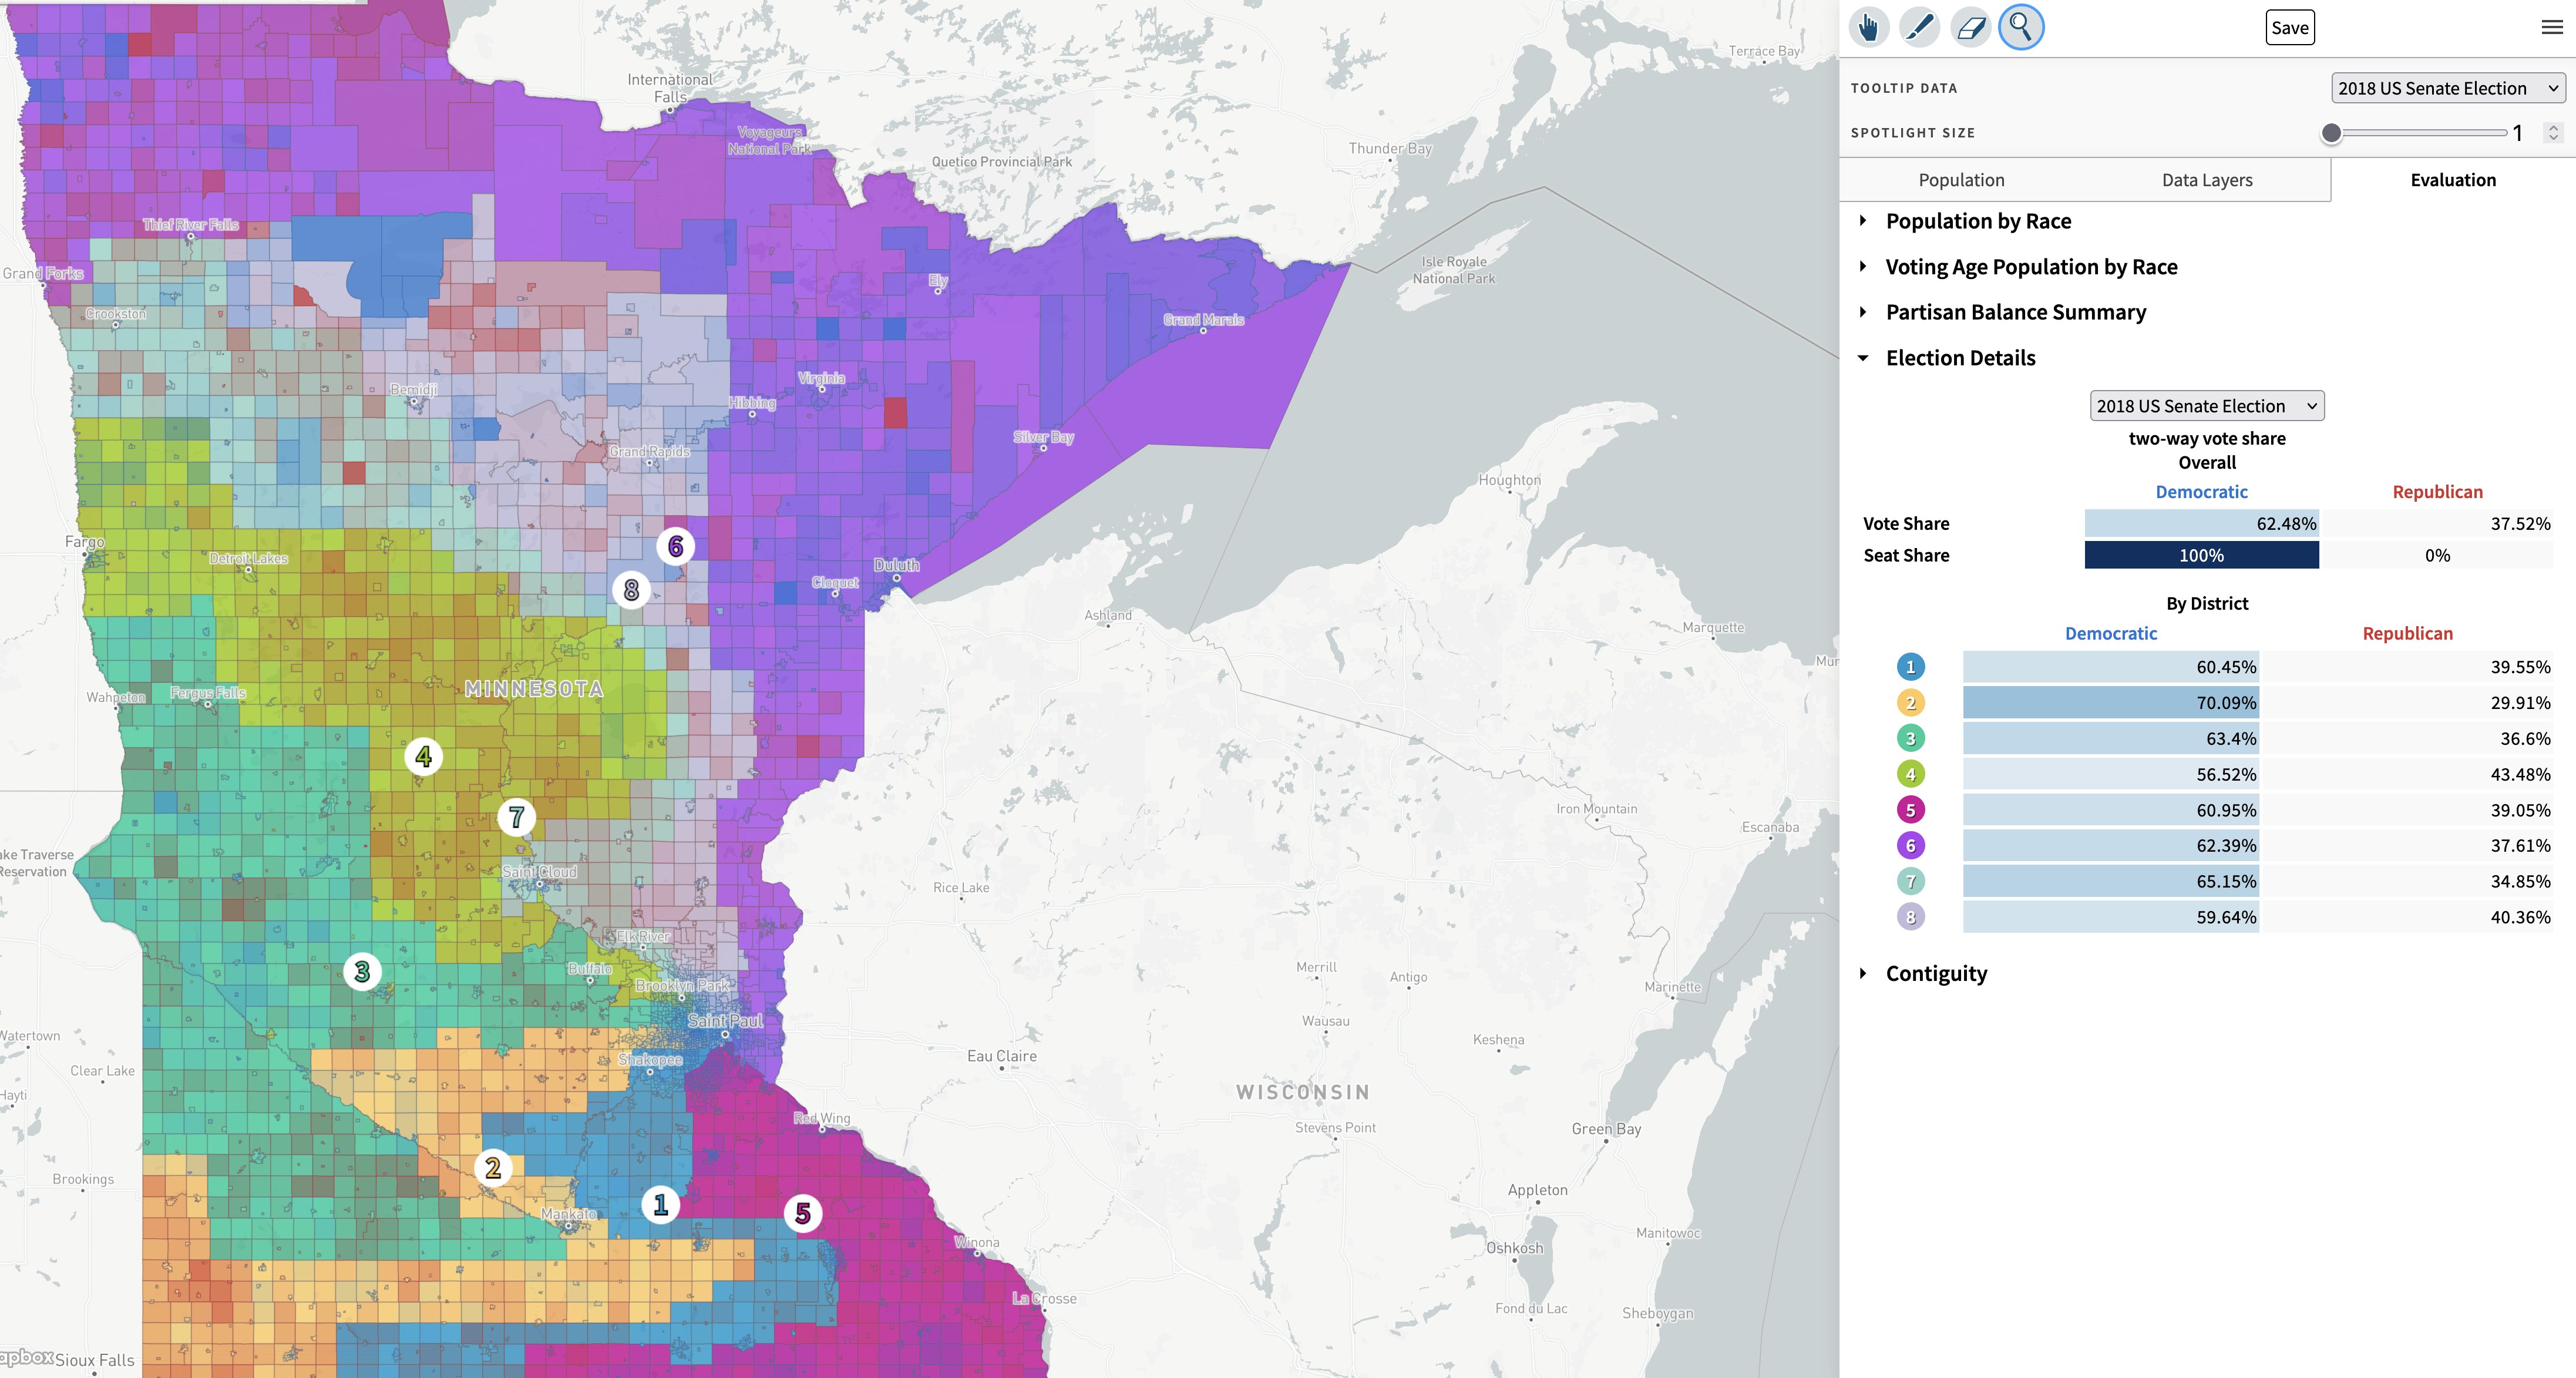 Save
TOOLTIP DATA
2018 US Senate Election
SPOTLIGHT SIZE
1
Population
Data Layers
Evaluation
Population by Race
Voting Age Population by Race
Partisan Balance Summary
Election Details
2018 US Senate Election
two-way vote share
Overall
Democratic Republican
Vote Share 62.48% 37.52%
Seat Share 100% 0%
By District
Democratic Republican
1 60.45% 39.55%
2 70.09% 29.91%
3 63.4% 36.6%
4 56.52% 43.48%
5 60.95% 39.05%
6 62.39% 37.61%
7 65.15% 34.85%
8 59.64% 40.36%
Contiguity
Terrace Bay
International
Falls
Voyageurs
National Park
Quetico Provincial Park
Thunder Bay
Thief River Falls
Grand Forks
Isle Royale
National Park
Ely
Crookston
Grand Marais
Virginia
Bemidji
Hibbing
Silver Bay
Grand Rapids
Houghton
Fargo
6
Detroit Lakes
Duluth
8
Cloquet
Ashland
Marquette
Mun
MINNESOTA
Wahpeton
Fergus Falls
4
7
Iron Mountain
Escanaba
ake Traverse
Reservation
Saint Cloud
Rice Lake
Elk River
3
Buffalo
Merrill
Antigo
Brooklyn Park
Marinette
Saint Paul
Wausau
Watertown
Shakopee
Eau Claire
Keshena
Clear Lake
Hayti
WISCONSIN
Red Wing
Stevens Point
Green Bay
2
Brookings
Appleton
1
5
Mankato
Manitowoc
Winona
Oshkosh
La Crosse
Fond du Lac
Sheboygan
apbox
Sioux Falls